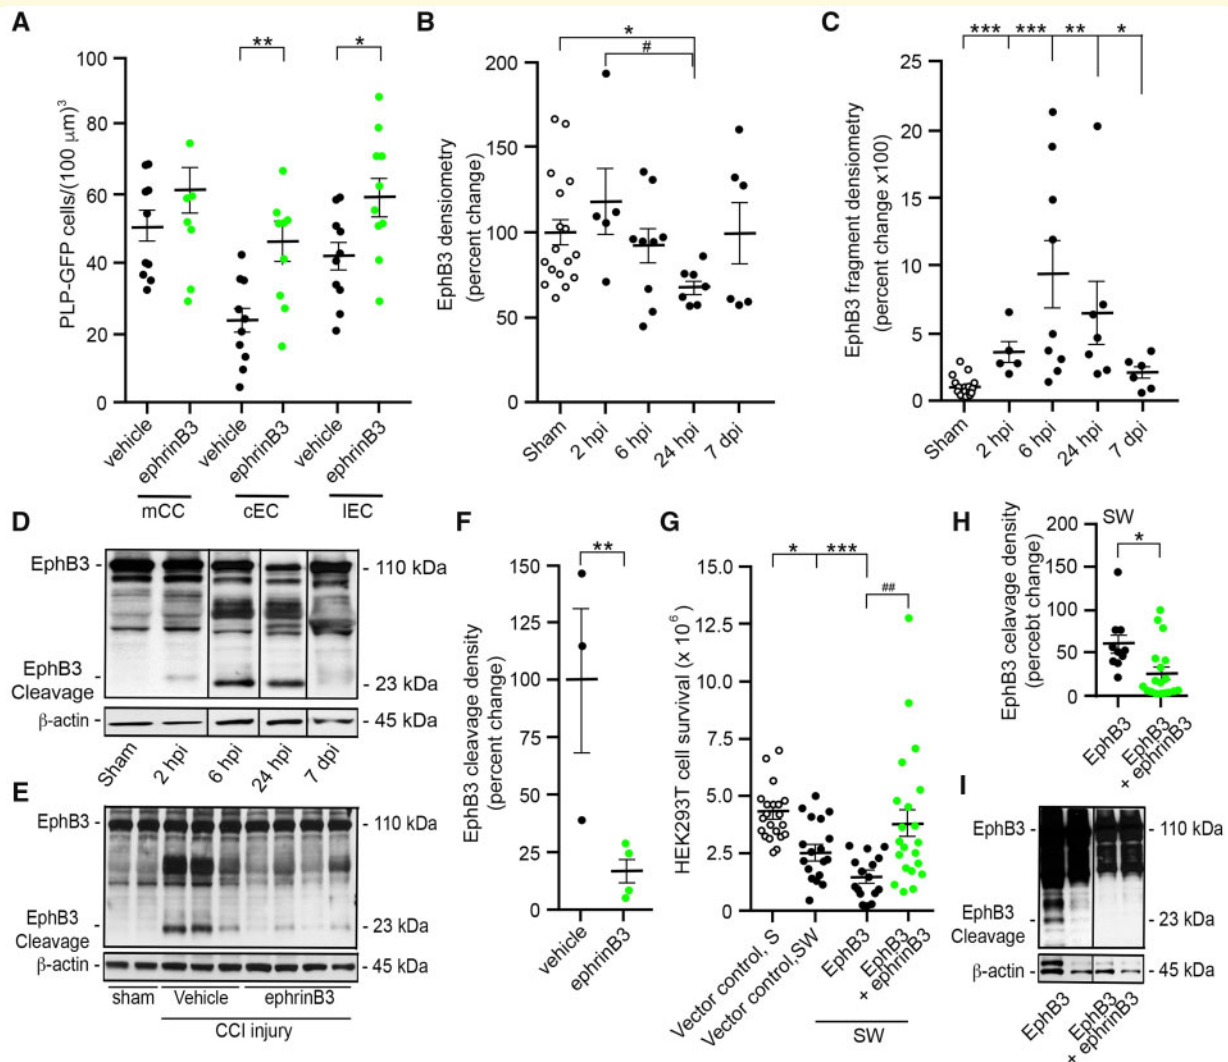 A
PLP-GFP cells/(100 µm)³
100
80
60
40
20
0
**
*
vehicle
ephrinB3
vehicle
ephrinB3
vehicle
ephrinB3
mCC
cEC
lEC
B
EphB3 densiometry
(percent change)
200
150
100
50
0
*
#
Sham
2 hpi
6 hpi
24 hpi
7 dpi
C
EphB3 fragment densiometry
(percent change x100)
25
20
15
10
5
0
***
***
**
*
Sham
2 hpi
6 hpi
24 hpi
7 dpi
D
EphB3 -
- 110 kDa
EphB3 -
Cleavage
- 23 kDa
β-actin -
- 45 kDa
Sham
2 hpi
6 hpi
24 hpi
7 dpi
E
EphB3 -
- 110 kDa
EphB3 -
Cleavage
- 23 kDa
β-actin -
- 45 kDa
sham
Vehicle
ephrinB3
CCI injury
F
EphB3 cleavage density
(percent change)
150
125
100
75
50
25
0
**
vehicle
ephrinB3
G
HEK293T cell survival (x 10⁶)
15.0
12.5
10.0
7.5
5.0
2.5
0
*
***
##
Vector control, S
Vector control,SW
EphB3
EphB3
+ ephrinB3
SW
H
SW
EphB3 celavage density
(percebt change)
200
150
100
50
0
*
EphB3
EphB3
+ ephrinB3
I
EphB3 -
- 110 kDa
EphB3 -
Cleavage
- 23 kDa
β-actin -
- 45 kDa
EphB3
EphB3
+ ephrinB3